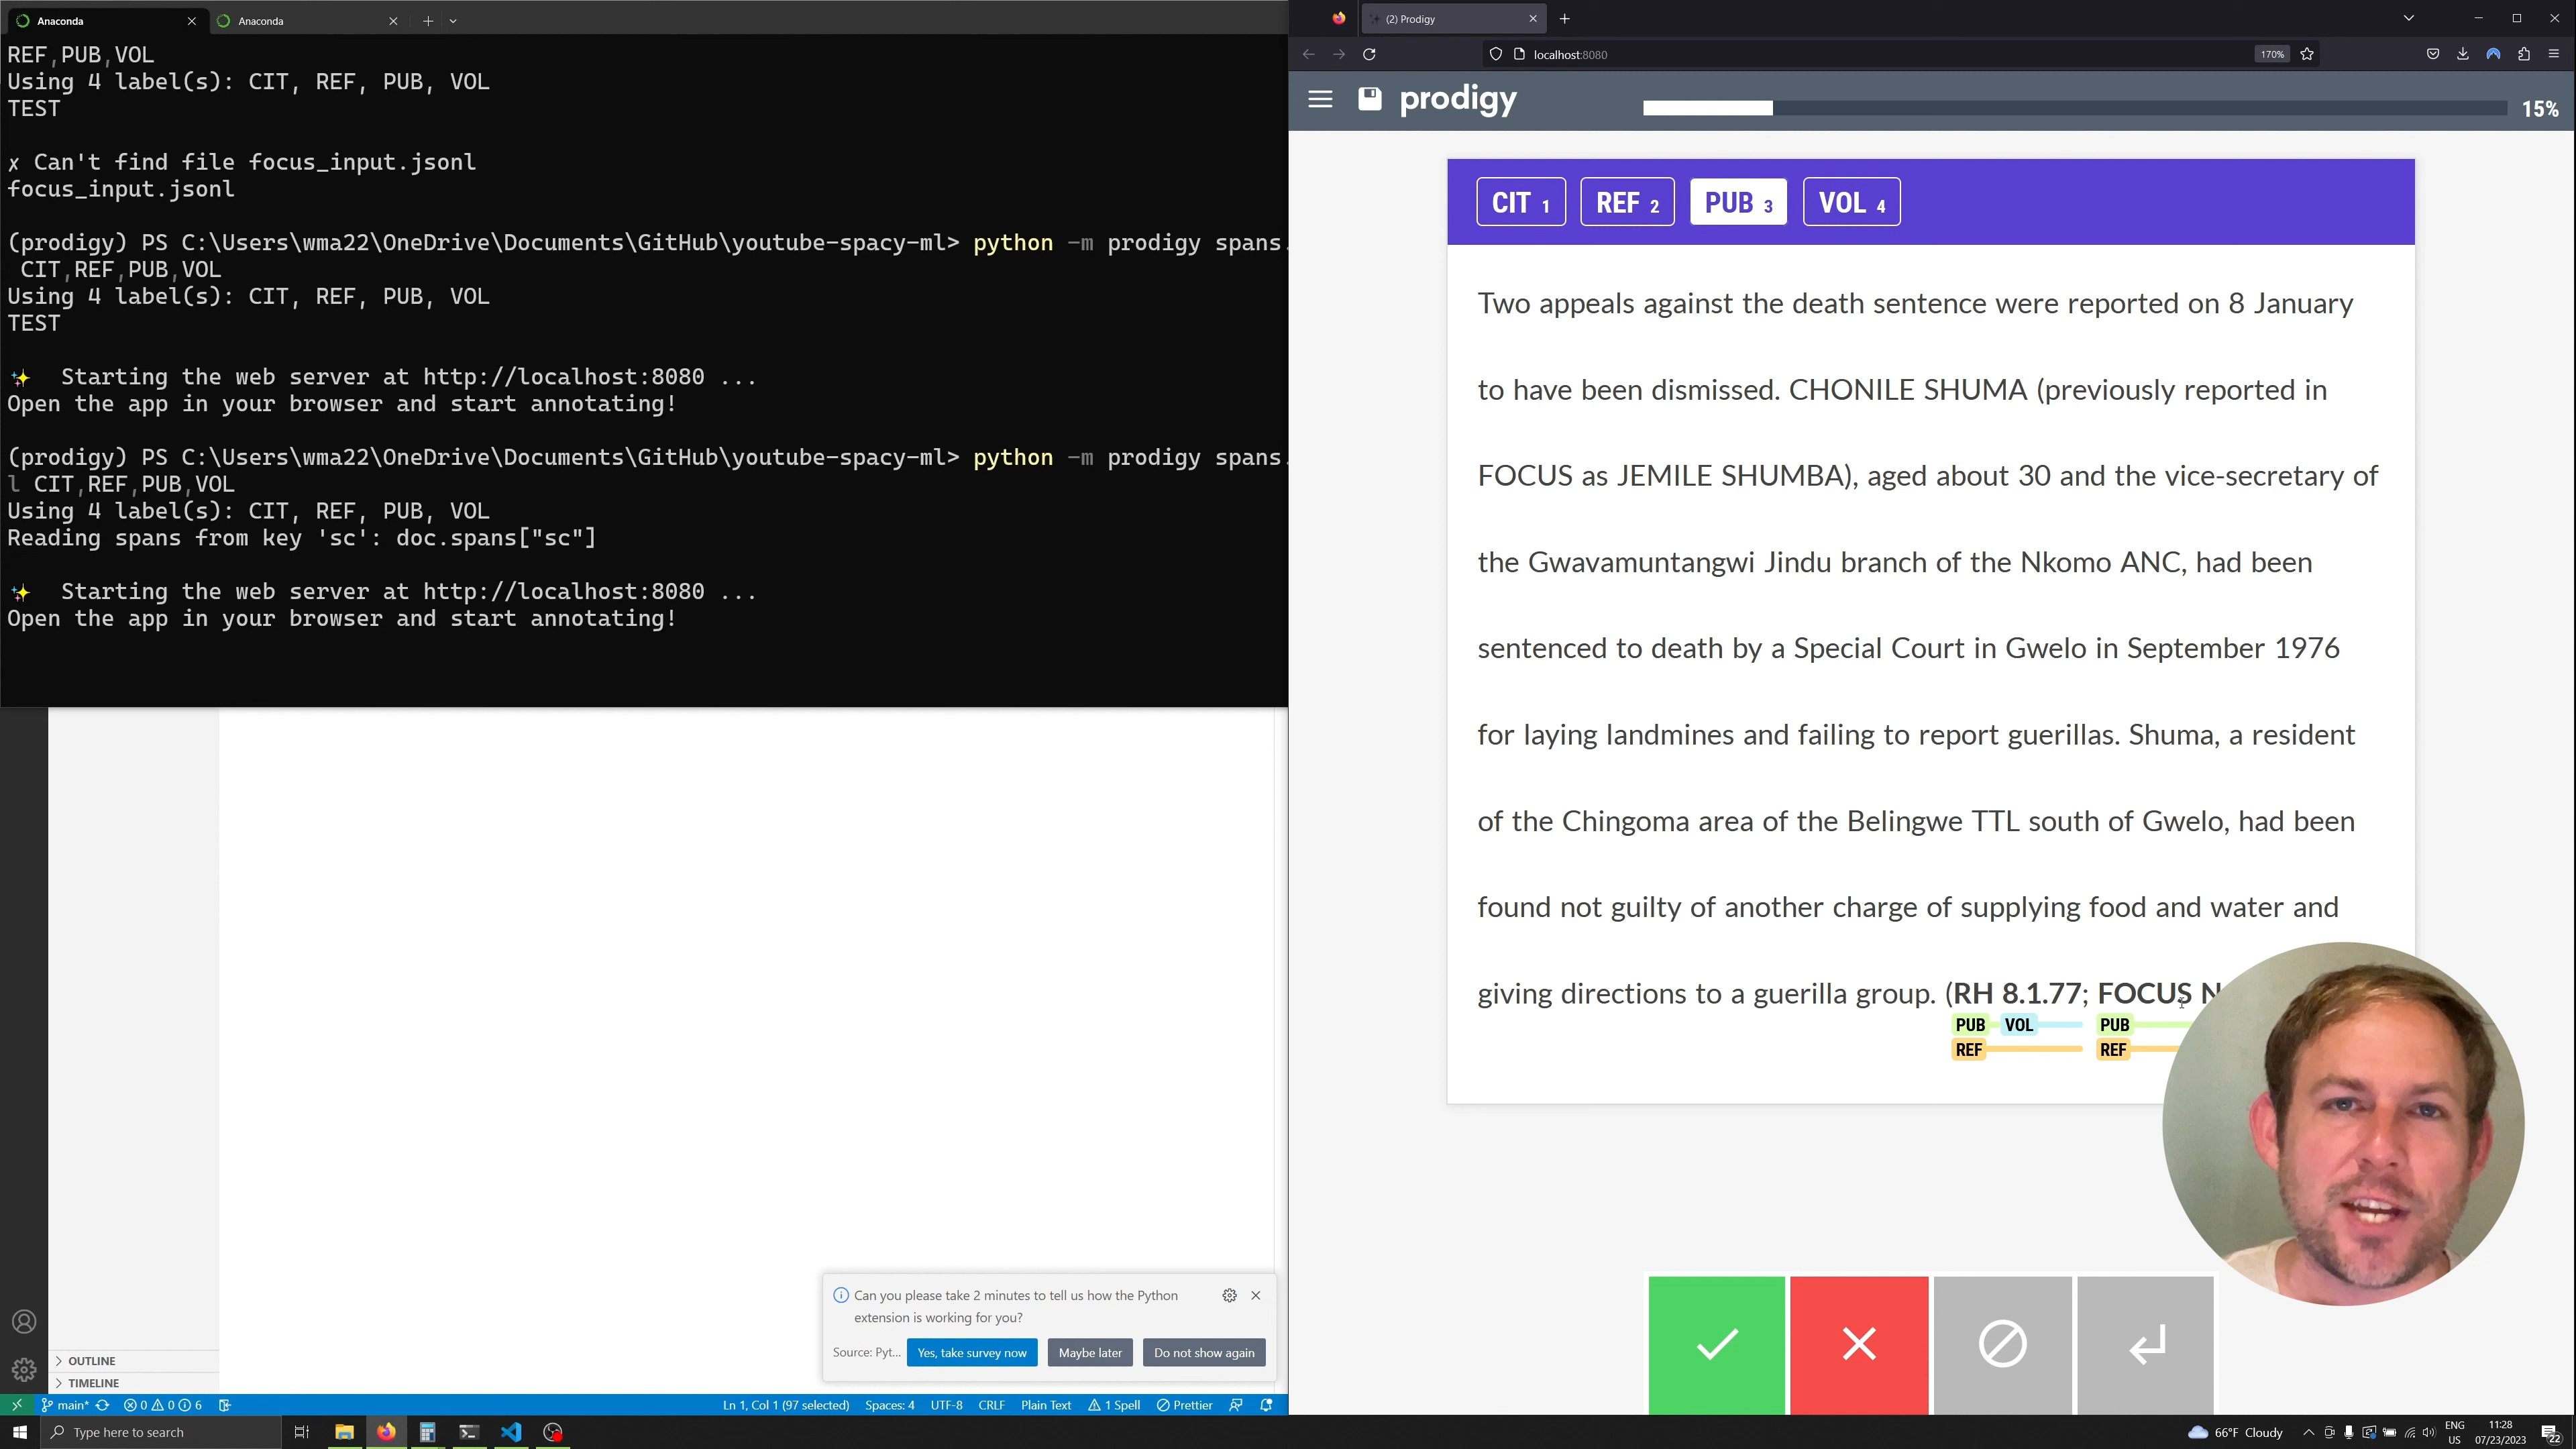 Anaconda
Anaconda
REF,PUB,VOL
Using 4 label(s): CIT, REF, PUB, VOL
TEST
✗ Can't find file focus_input.jsonl
focus_input.jsonl
(prodigy) PS C:\Users\wma22\OneDrive\Documents\GitHub\youtube-spacy-ml> python -m prodigy spans.
CIT,REF,PUB,VOL
Using 4 label(s): CIT, REF, PUB, VOL
TEST
✨ Starting the web server at http://localhost:8080 ...
Open the app in your browser and start annotating!
(prodigy) PS C:\Users\wma22\OneDrive\Documents\GitHub\youtube-spacy-ml> python -m prodigy spans.
l CIT,REF,PUB,VOL
Using 4 label(s): CIT, REF, PUB, VOL
Reading spans from key 'sc': doc.spans["sc"]
✨ Starting the web server at http://localhost:8080 ...
Open the app in your browser and start annotating!
Can you please take 2 minutes to tell us how the Python
extension is working for you?
Source: Pyt...
Yes, take survey now
Maybe later
Do not show again
OUTLINE
TIMELINE
main*
0 0 6
Ln 1, Col 1 (97 selected)
Spaces: 4
UTF-8
CRLF
Plain Text
1 Spell
Prettier
(2) Prodigy
localhost:8080
170%
prodigy
15%
CIT 1
REF 2
PUB 3
VOL 4
Two appeals against the death sentence were reported on 8 January
to have been dismissed. CHONILE SHUMA (previously reported in
FOCUS as JEMILE SHUMBA), aged about 30 and the vice-secretary of
the Gwavamuntangwi Jindu branch of the Nkomo ANC, had been
sentenced to death by a Special Court in Gwelo in September 1976
for laying landmines and failing to report guerillas. Shuma, a resident
of the Chingoma area of the Belingwe TTL south of Gwelo, had been
found not guilty of another charge of supplying food and water and
giving directions to a guerilla group. (RH 8.1.77; FOCUS N
PUB VOL PUB
REF REF
Type here to search
66°F Cloudy
ENG
US
11:28
07/23/2023
22